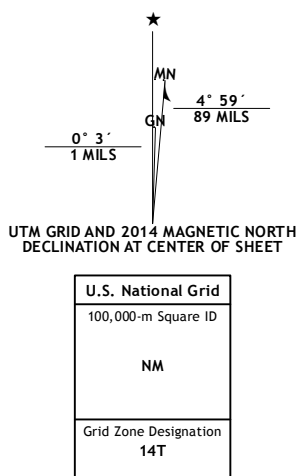 ★
MN
GN
4° 59´
89 MILS
0° 3´
1 MILS
UTM GRID AND 2014 MAGNETIC NORTH
DECLINATION AT CENTER OF SHEET
U.S. National Grid
100,000-m Square ID
NM
Grid Zone Designation
14T